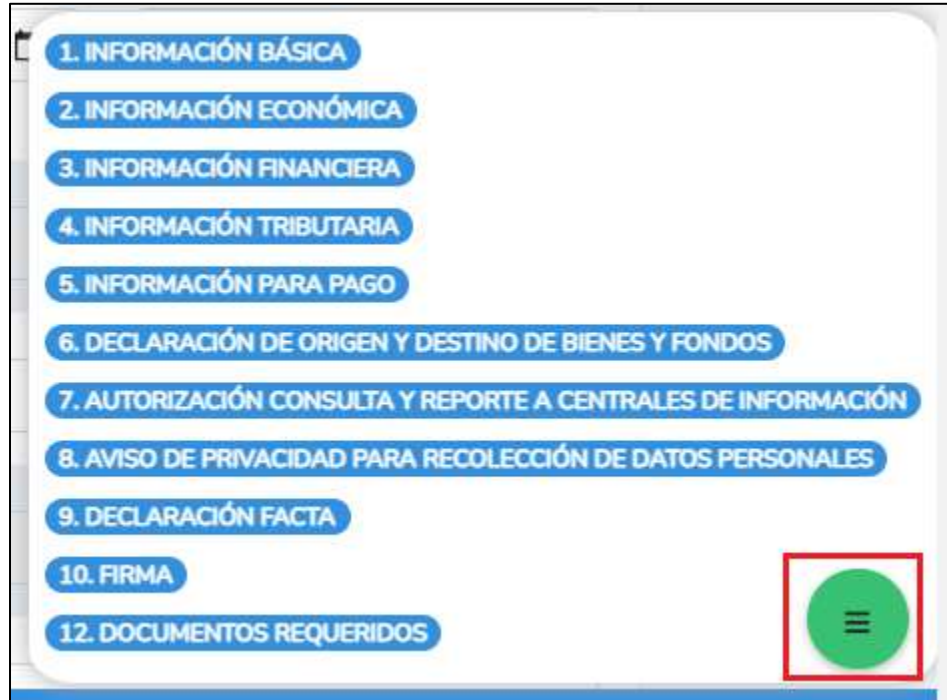 1. INFORMACIÓN BÁSICA
2. INFORMACIÓN ECONÓMICA
3. INFORMACIÓN FINANCIERA
4. INFORMACIÓN TRIBUTARIA
5. INFORMACIÓN PARA PAGO
6. DECLARACIÓN DE ORIGEN Y DESTINO DE BIENES Y FONDOS
7. AUTORIZACIÓN CONSULTA Y REPORTE A CENTRALES DE INFORMACIÓN
8. AVISO DE PRIVACIDAD PARA RECOLECCIÓN DE DATOS PERSONALES
9. DECLARACIÓN FACTA
10. FIRMA
12. DOCUMENTOS REQUERIDOS